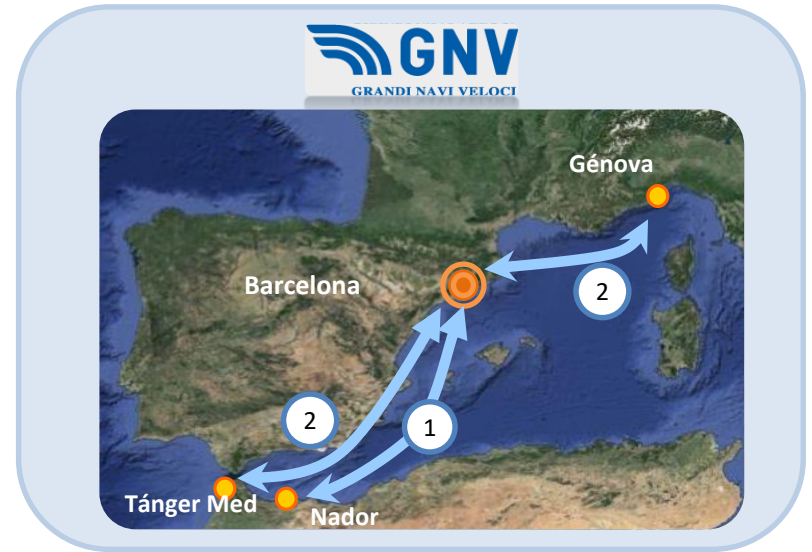 GNV
GRANDI NAVI VELOCI
Génova
Barcelona
2
2
1
Tánger Med
Nador